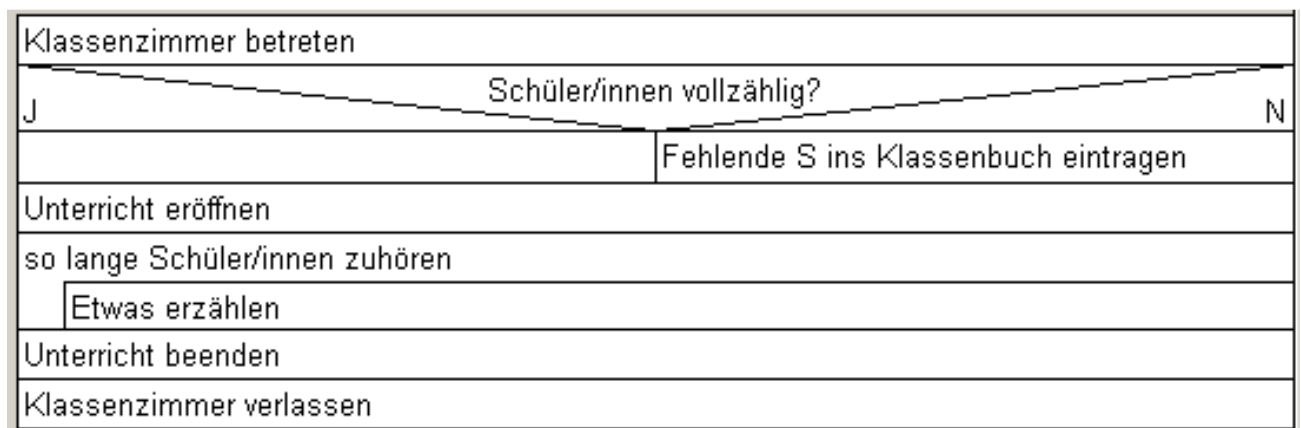 Klassenzimmer betreten
Schüler/innen vollzählig?
J
N
Fehlende S ins Klassenbuch eintragen
Unterricht eröffnen
so lange Schüler/innen zuhören
Etwas erzählen
Unterricht beenden
Klassenzimmer verlassen